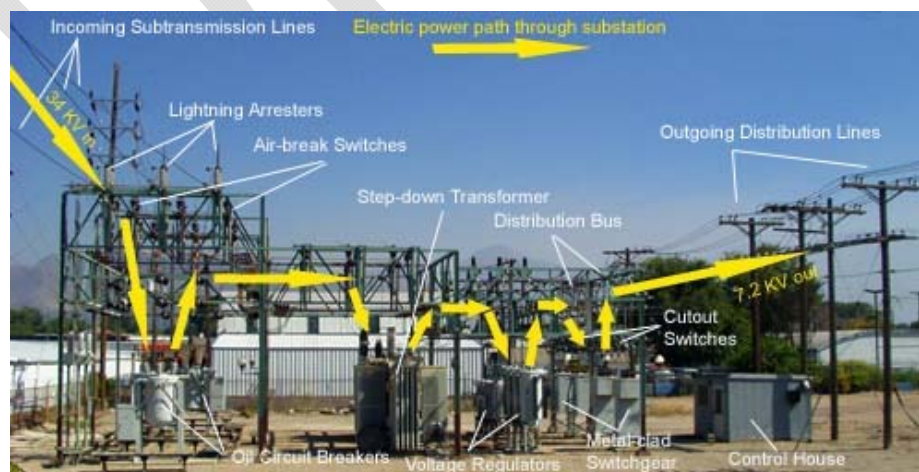 Incoming Subtransmission Lines
Electric power path through substation
34 KV in
Lightning Arresters
Air-break Switches
Outgoing Distribution Lines
Step-down Transformer
Distribution Bus
7.2 KV out
Cutout
Switches
Oil Circuit Breakers
Voltage Regulators
Metal-clad
Switchgear
Control House